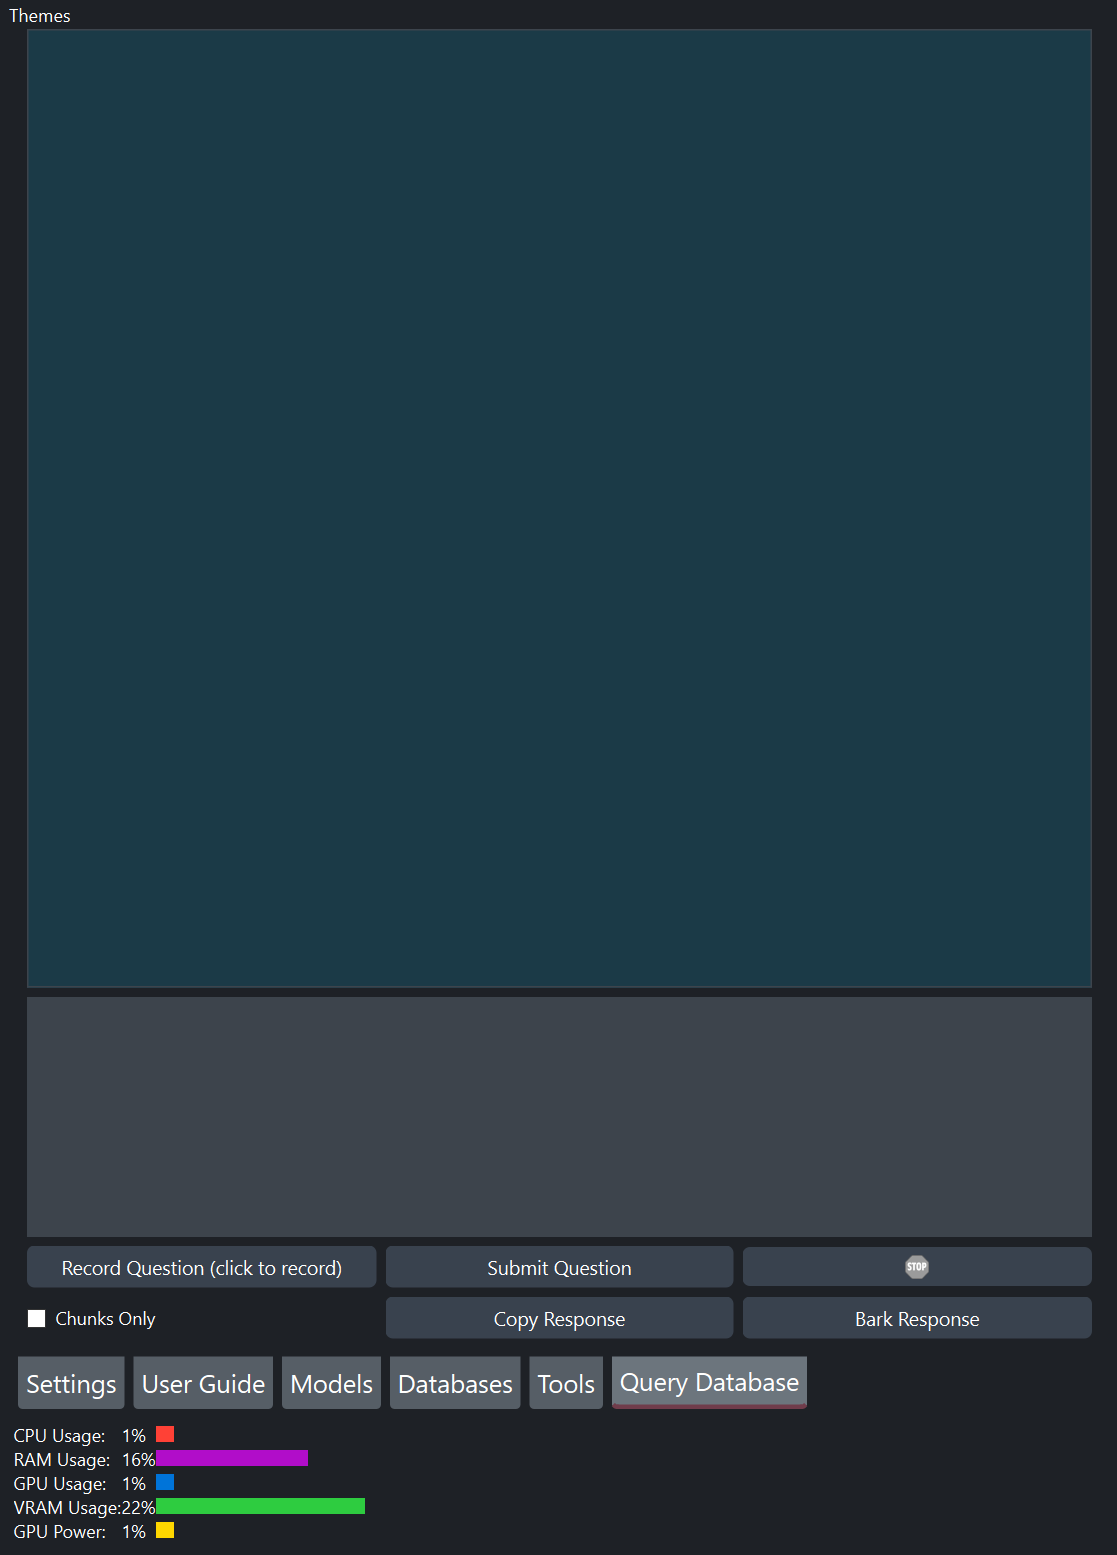 Themes
Record Question (click to record) Submit Question STOP
Chunks Only Copy Response Bark Response
Settings User Guide Models Databases Tools Query Database
CPU Usage: 1%
RAM Usage: 16%
GPU Usage: 1%
VRAM Usage:22%
GPU Power: 1%